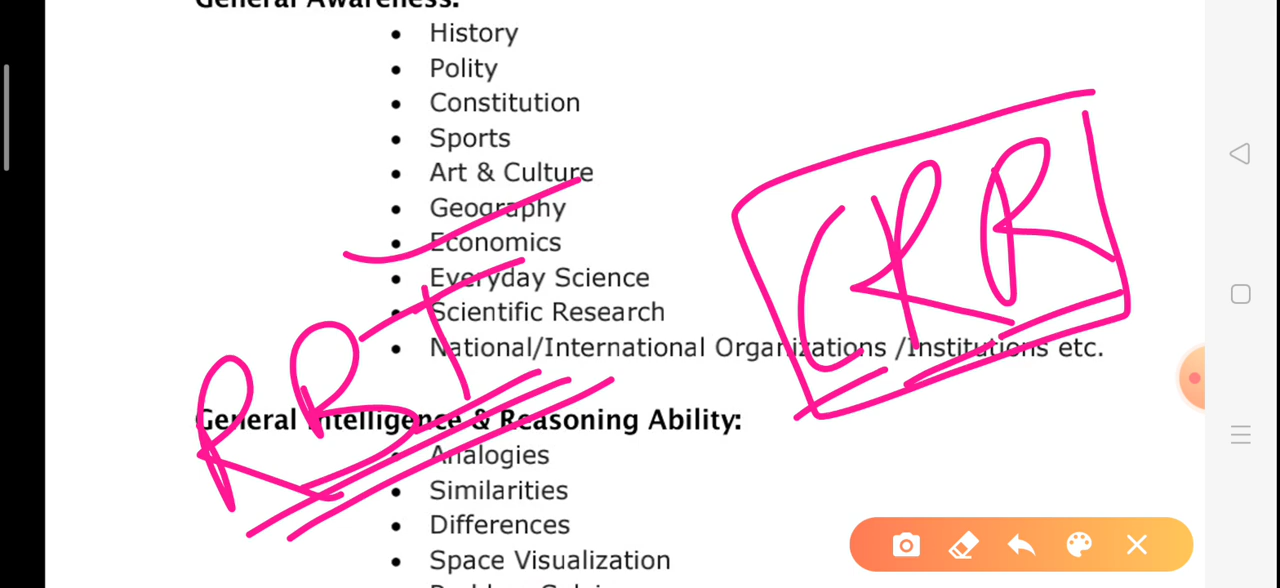 General Awareness:
• History
• Polity
• Constitution
• Sports
• Art & Culture
• Geography
• Economics
• Everyday Science
• Scientific Research
• National/International Organizations /Institutions etc.
CRR
RRI
General Intelligence & Reasoning Ability:
• Analogies
• Similarities
• Differences
• Space Visualization